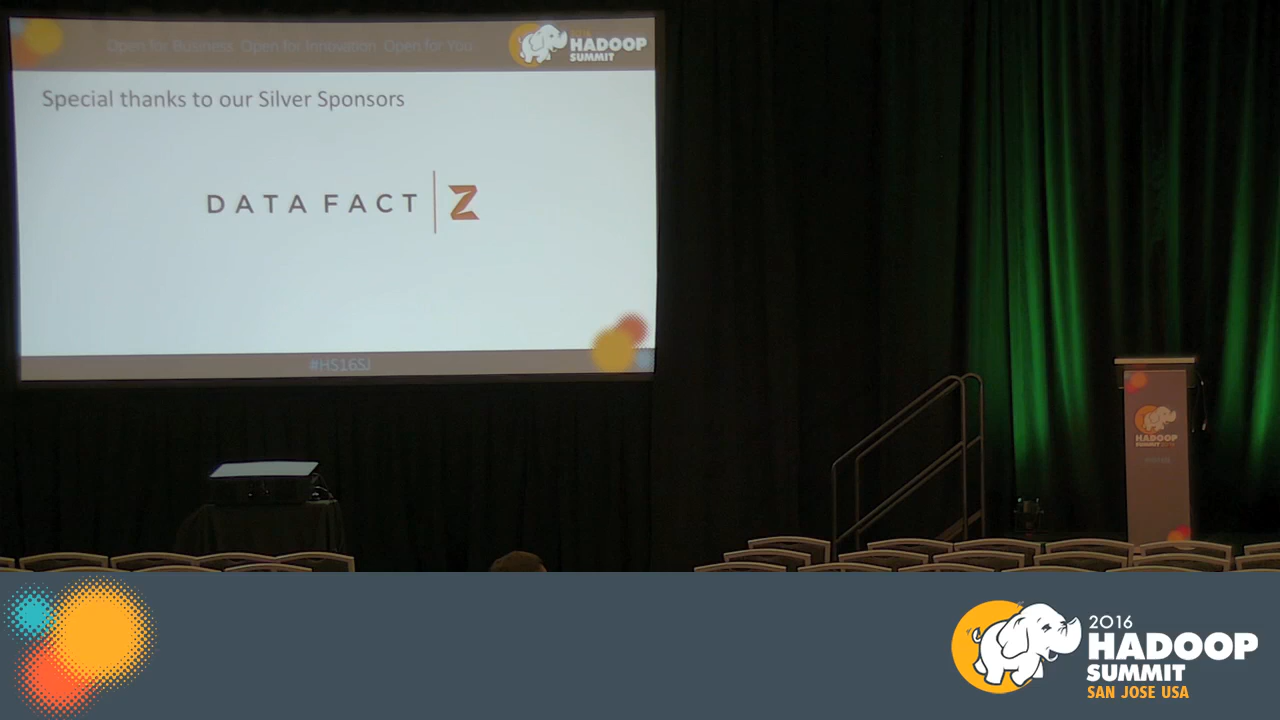 Open for Business. Open for Innovation. Open for You.
HADOOP
SUMMIT
Special thanks to our Silver Sponsors
DATA FACT Z
#HS16SJ
HADOOP
SUMMIT
2016
HADOOP
SUMMIT
SAN JOSE USA